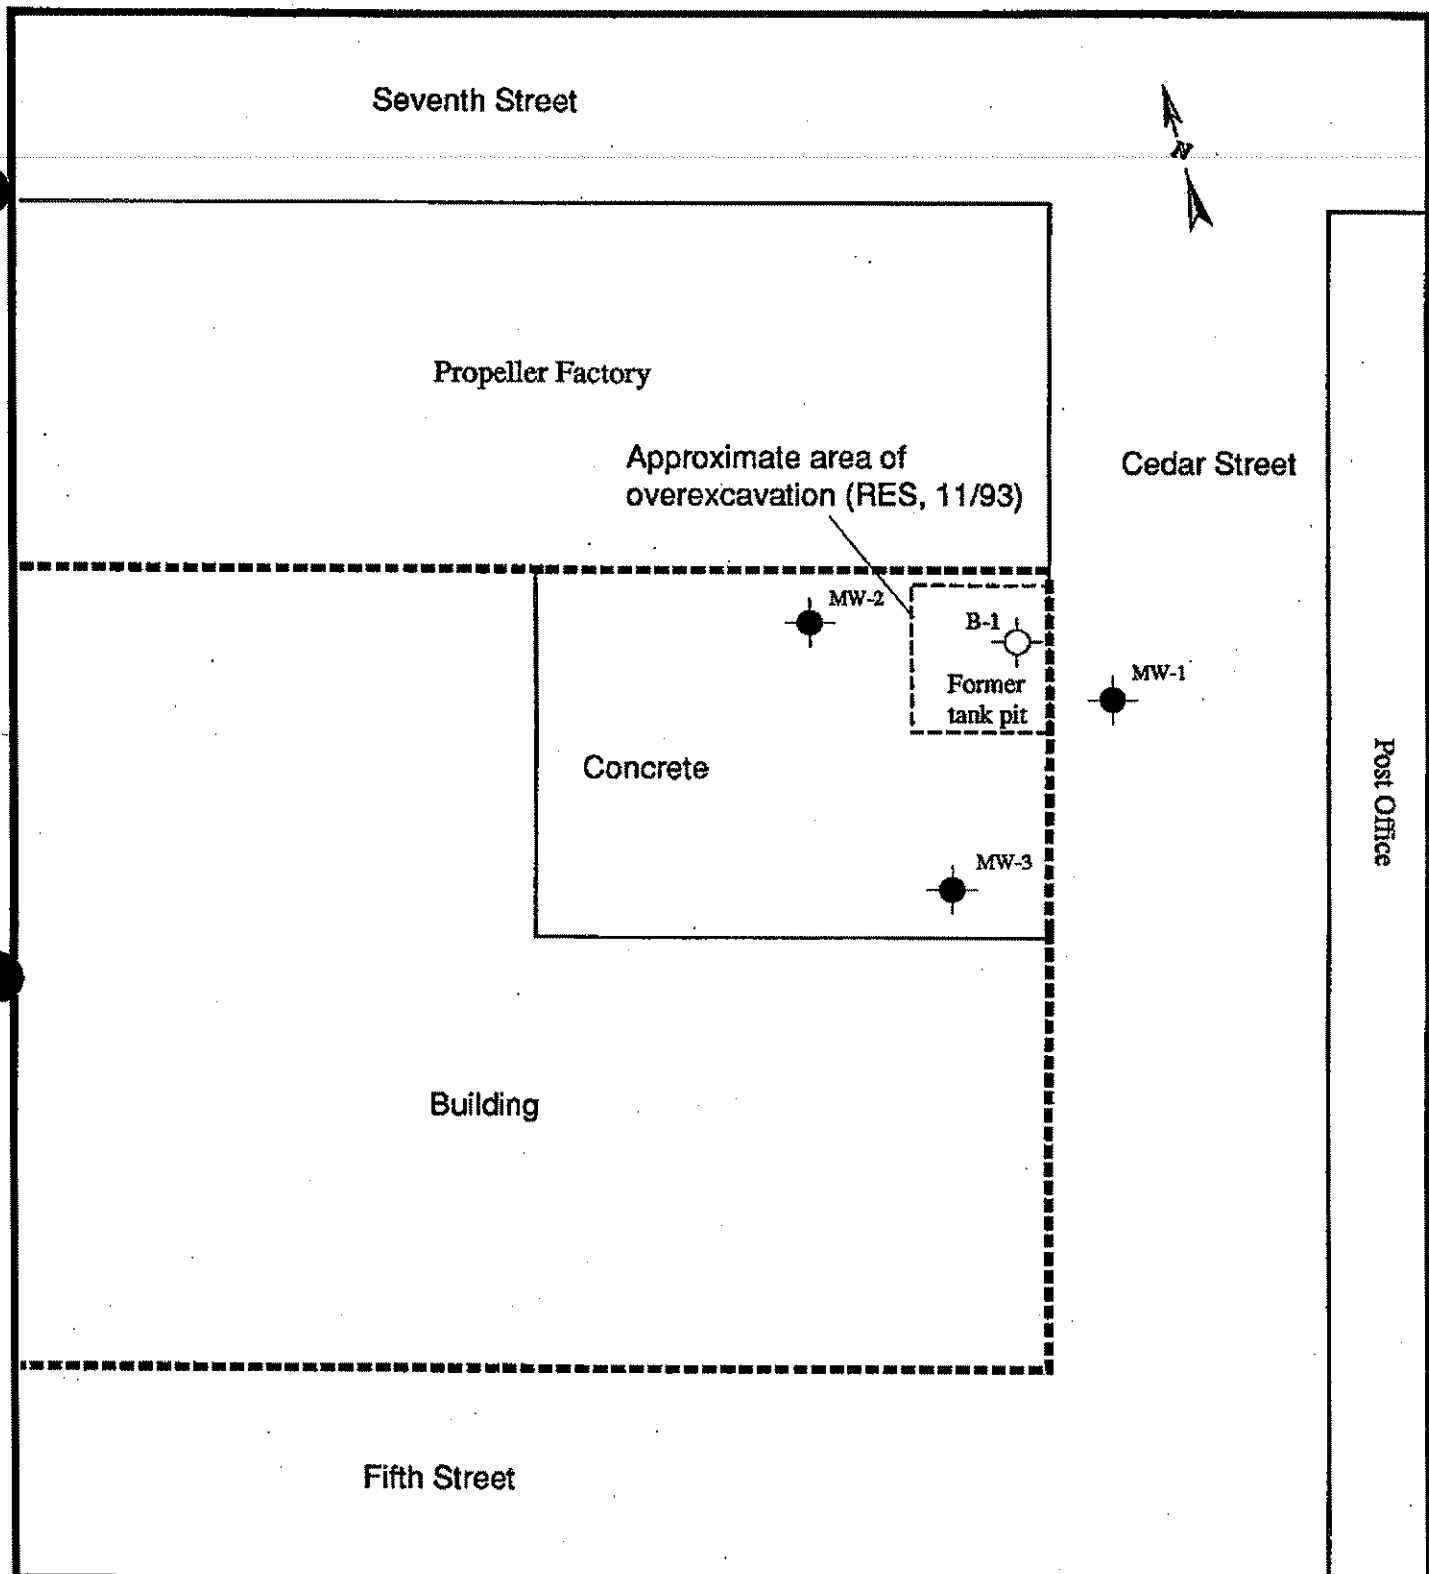 Seventh Street
N
Propeller Factory
Approximate area of
overexcavation (RES, 11/93)
Cedar Street
MW-2
B-1
MW-1
Former
tank pit
Concrete
Post Office
MW-3
Building
Fifth Street